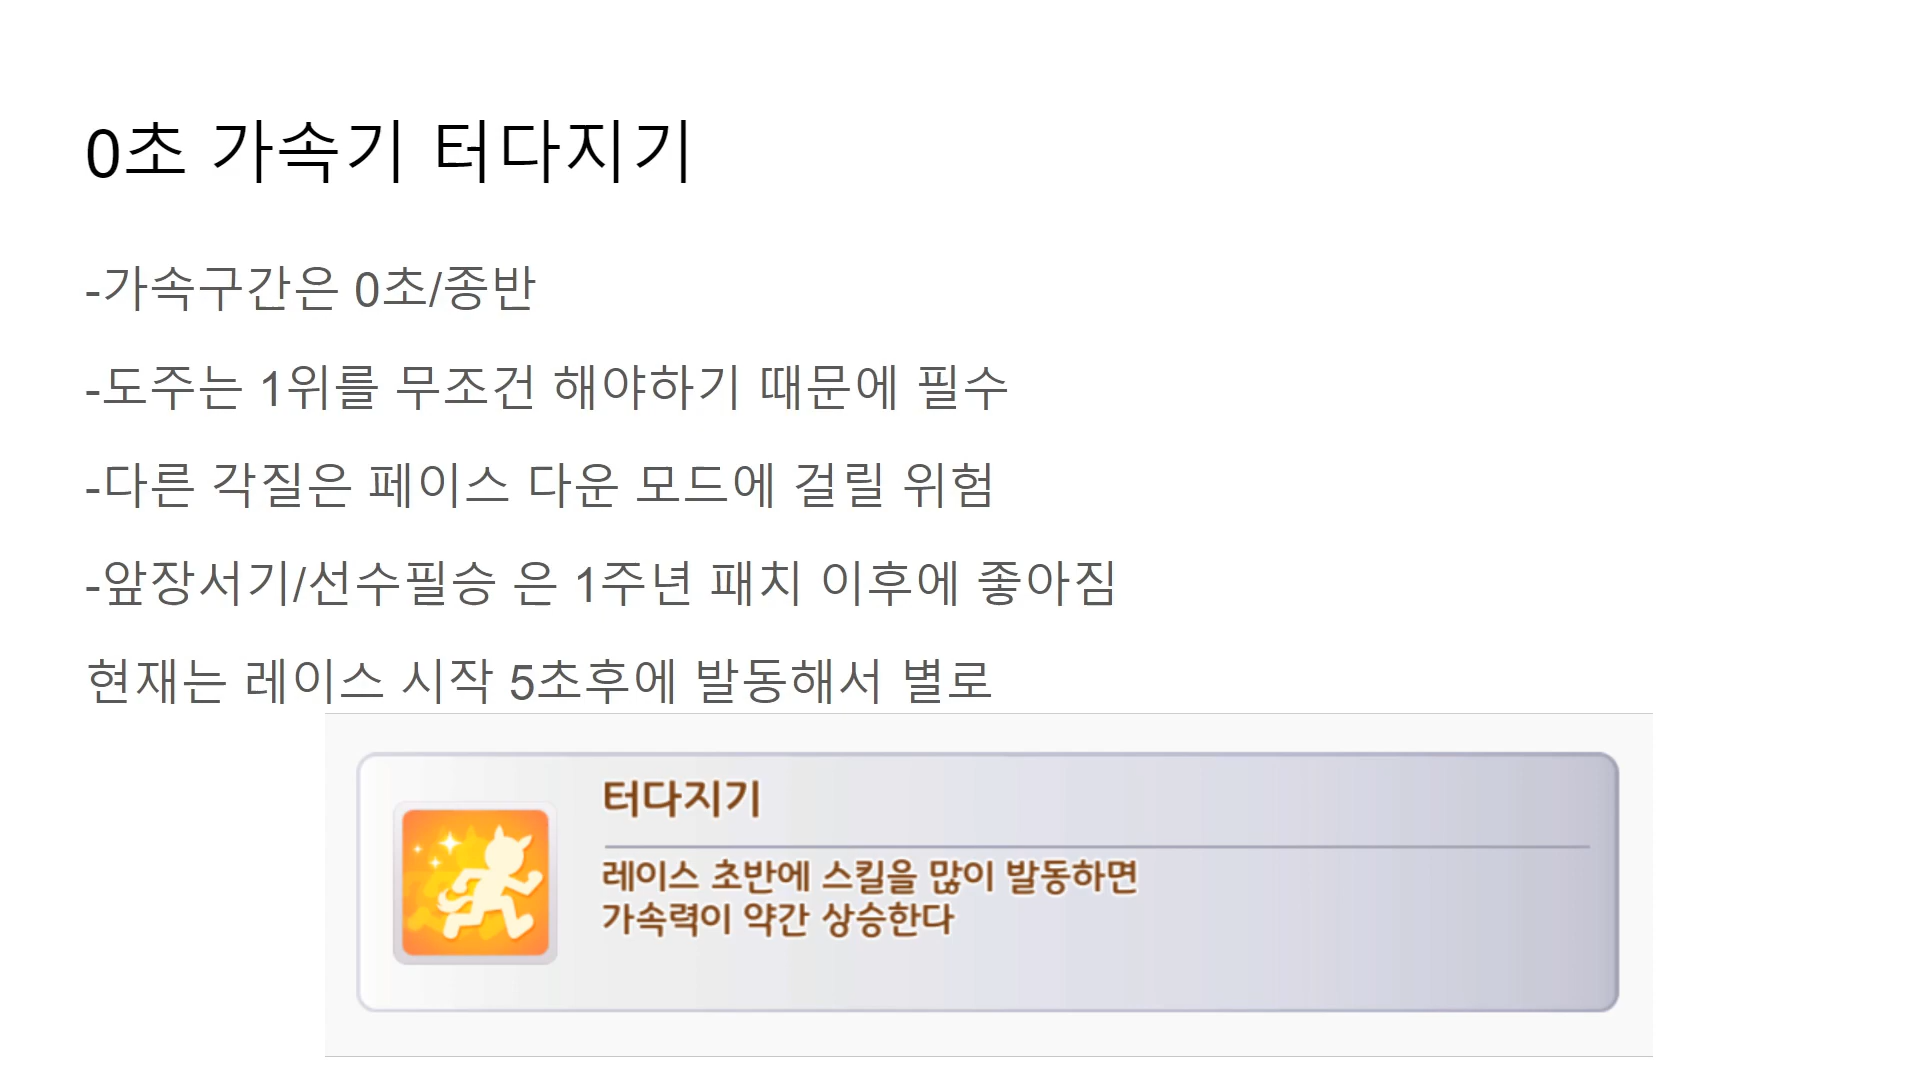 0초 가속기 터다지기
-가속구간은 0초/종반
-도주는 1위를 무조건 해야하기 때문에 필수
-다른 각질은 페이스 다운 모드에 걸릴 위험
-앞장서기/선수필승 은 1주년 패치 이후에 좋아짐
현재는 레이스 시작 5초후에 발동해서 별로
터다지기
레이스 초반에 스킬을 많이 발동하면
가속력이 약간 상승한다